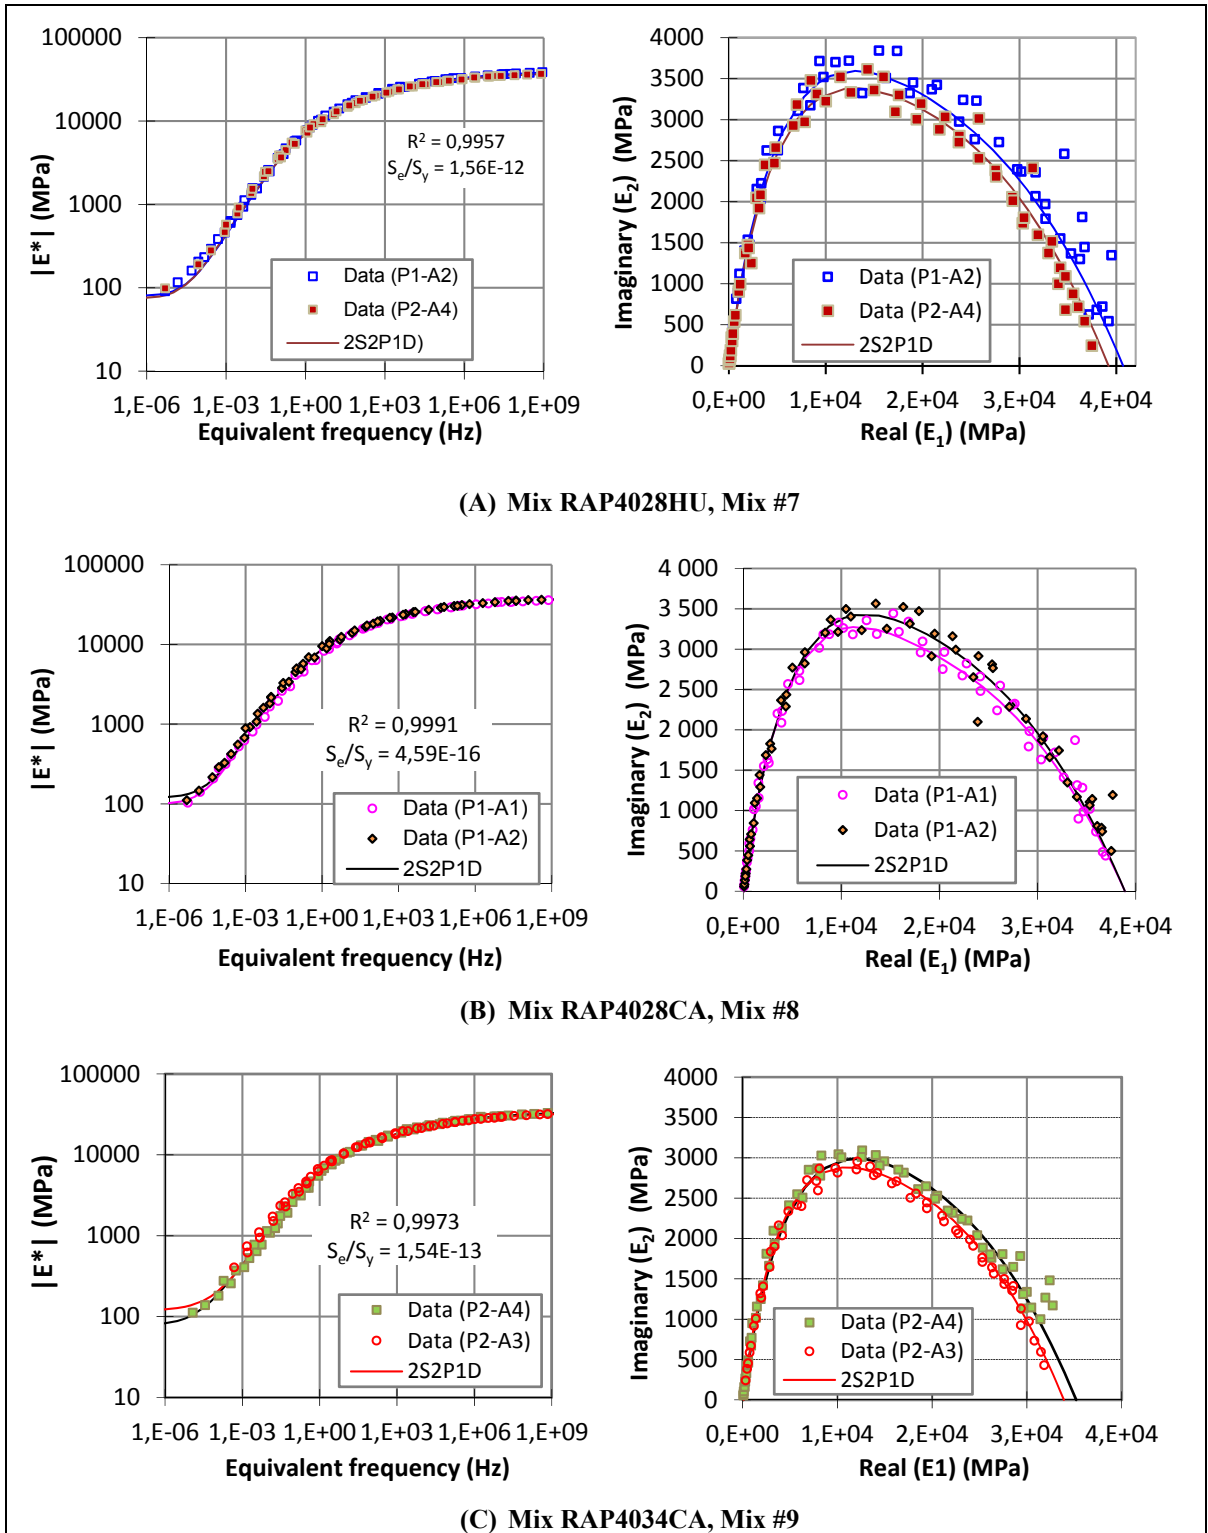 100000
10000
1000
100
10
|E*| (MPa)
R² = 0,9957
Sₑ/Sᵧ = 1,56E-12
Data (P1-A2)
Data (P2-A4)
2S2P1D)
1,E-06 1,E-03 1,E+00 1,E+03 1,E+06 1,E+09
Equivalent frequency (Hz)
4000
3500
3000
2500
2000
1500
1000
500
0
Imaginary (E₂) (MPa)
Data (P1-A2)
Data (P2-A4)
2S2P1D
0,E+00 1,E+04 2,E+04 3,E+04 4,E+04
Real (E₁) (MPa)
(A) Mix RAP4028HU, Mix #7
100000
10000
1000
100
10
|E*| (MPa)
R² = 0,9991
Sₑ/Sᵧ = 4,59E-16
Data (P1-A1)
Data (P1-A2)
2S2P1D
1,E-06 1,E-03 1,E+00 1,E+03 1,E+06 1,E+09
Equivalent frequency (Hz)
4 000
3 500
3 000
2 500
2 000
1 500
1 000
500
0
Imaginary (E₂) (MPa)
Data (P1-A1)
Data (P1-A2)
2S2P1D
0,E+00 1,E+04 2,E+04 3,E+04 4,E+04
Real (E₁) (MPa)
(B) Mix RAP4028CA, Mix #8
100000
10000
1000
100
10
|E*| (MPa)
R² = 0,9973
Sₑ/Sᵧ = 1,54E-13
Data (P2-A4)
Data (P2-A3)
2S2P1D
1,E-06 1,E-03 1,E+00 1,E+03 1,E+06 1,E+09
Equivalent frequency (Hz)
4000
3500
3000
2500
2000
1500
1000
500
0
Imaginary (E₂) (MPa)
Data (P2-A4)
Data (P2-A3)
2S2P1D
0,E+00 1,E+04 2,E+04 3,E+04 4,E+04
Real (E1) (MPa)
(C) Mix RAP4034CA, Mix #9